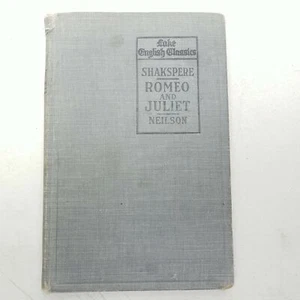 Lake
English Classics
SHAKSPERE
ROMEO
AND
JULIET
NEILSON